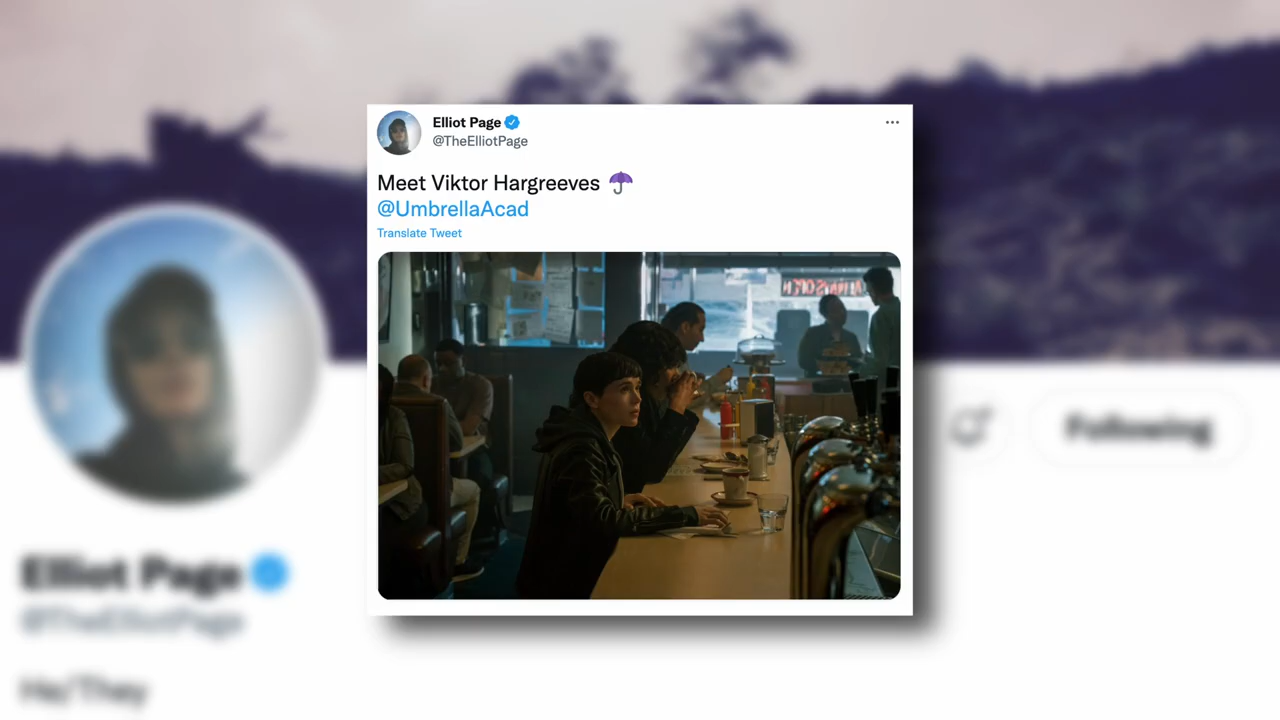 Elliot Page
@TheElliotPage
Meet Viktor Hargreeves ☂
@UmbrellaAcad
Translate Tweet
Following
Elliot Page
@TheElliotPage
He/They